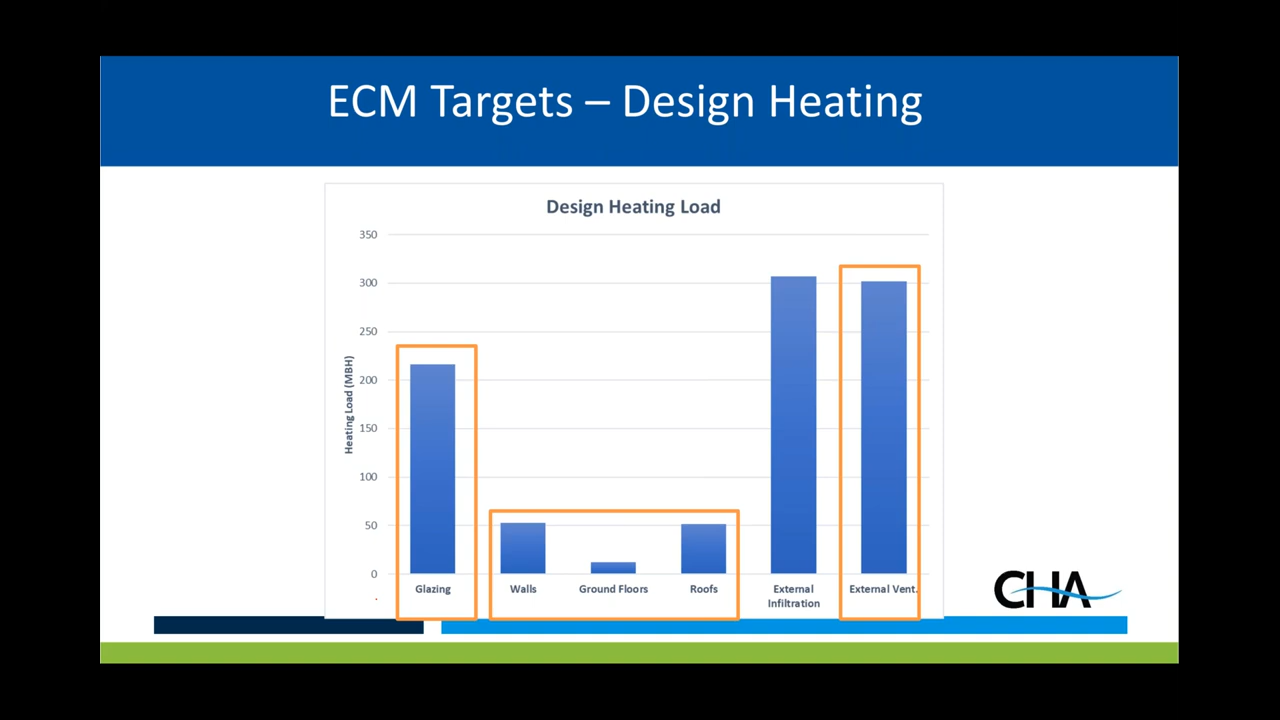 ECM Targets – Design Heating
Design Heating Load
350
300
250
200
150
100
50
0
Heating Load (MBH)
Glazing
Walls
Ground Floors
Roofs
External
Infiltration
External Vent.
CHA